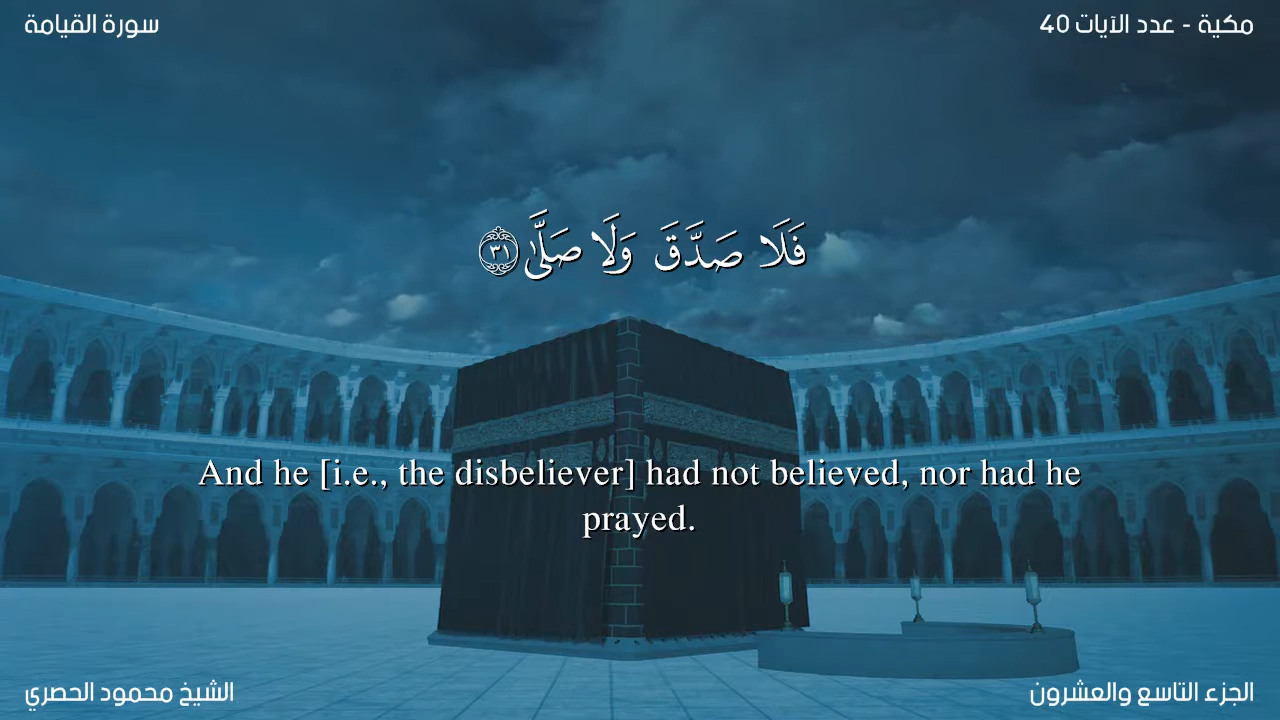 سورة القيامة
مكية - عدد الآيات 40
فَلَا صَدَّقَ وَلَا صَلَّىٰ ٣١
And he [i.e., the disbeliever] had not believed, nor had he
prayed.
الشيخ محمود الحصري
الجزء التاسع والعشرون